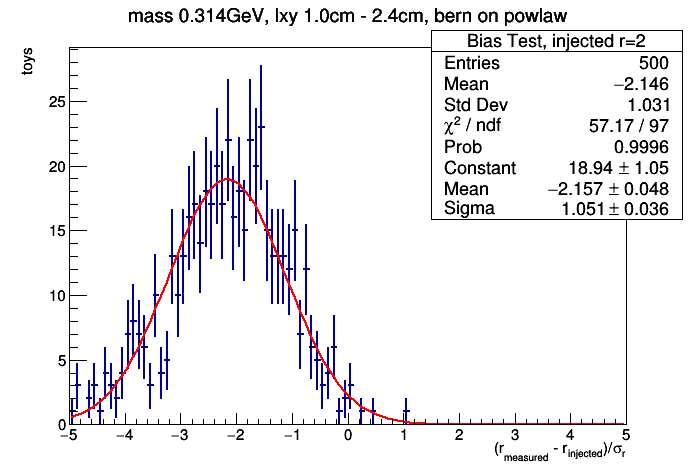 mass 0.314GeV, lxy 1.0cm - 2.4cm, bern on powlaw
toys
Bias Test, injected r=2
Entries 500
Mean −2.146
Std Dev 1.031
χ² / ndf 57.17 / 97
Prob 0.9996
Constant 18.94 ± 1.05
Mean −2.157 ± 0.048
Sigma 1.051 ± 0.036
25
20
15
10
5
0
−5 −4 −3 −2 −1 0 1 2 3 4 5
(r_measured - r_injected)/σ_r